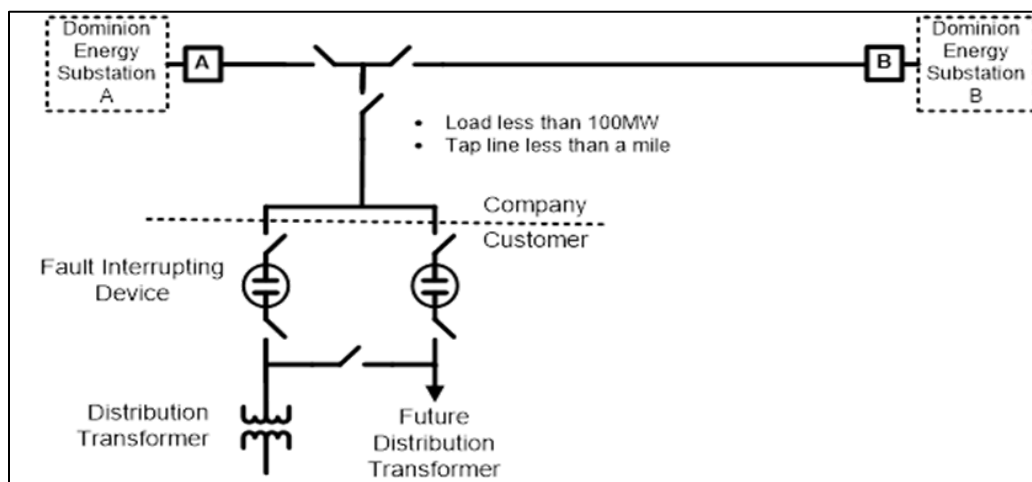 Dominion
Energy
Substation
A
A
B
Dominion
Energy
Substation
B
• Load less than 100MW
• Tap line less than a mile
Company
Customer
Fault Interrupting
Device
Distribution
Transformer
Future
Distribution
Transformer